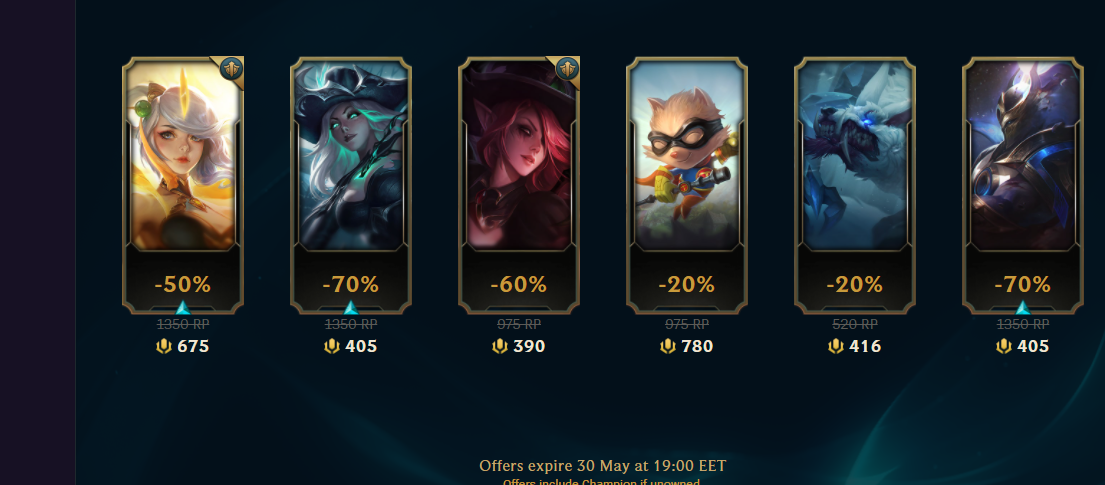 -50%
1350 RP
675
-70%
1350 RP
405
-60%
975 RP
390
-20%
975 RP
780
-20%
520 RP
416
-70%
1350 RP
405
Offers expire 30 May at 19:00 EET
Offers include Champion if unowned